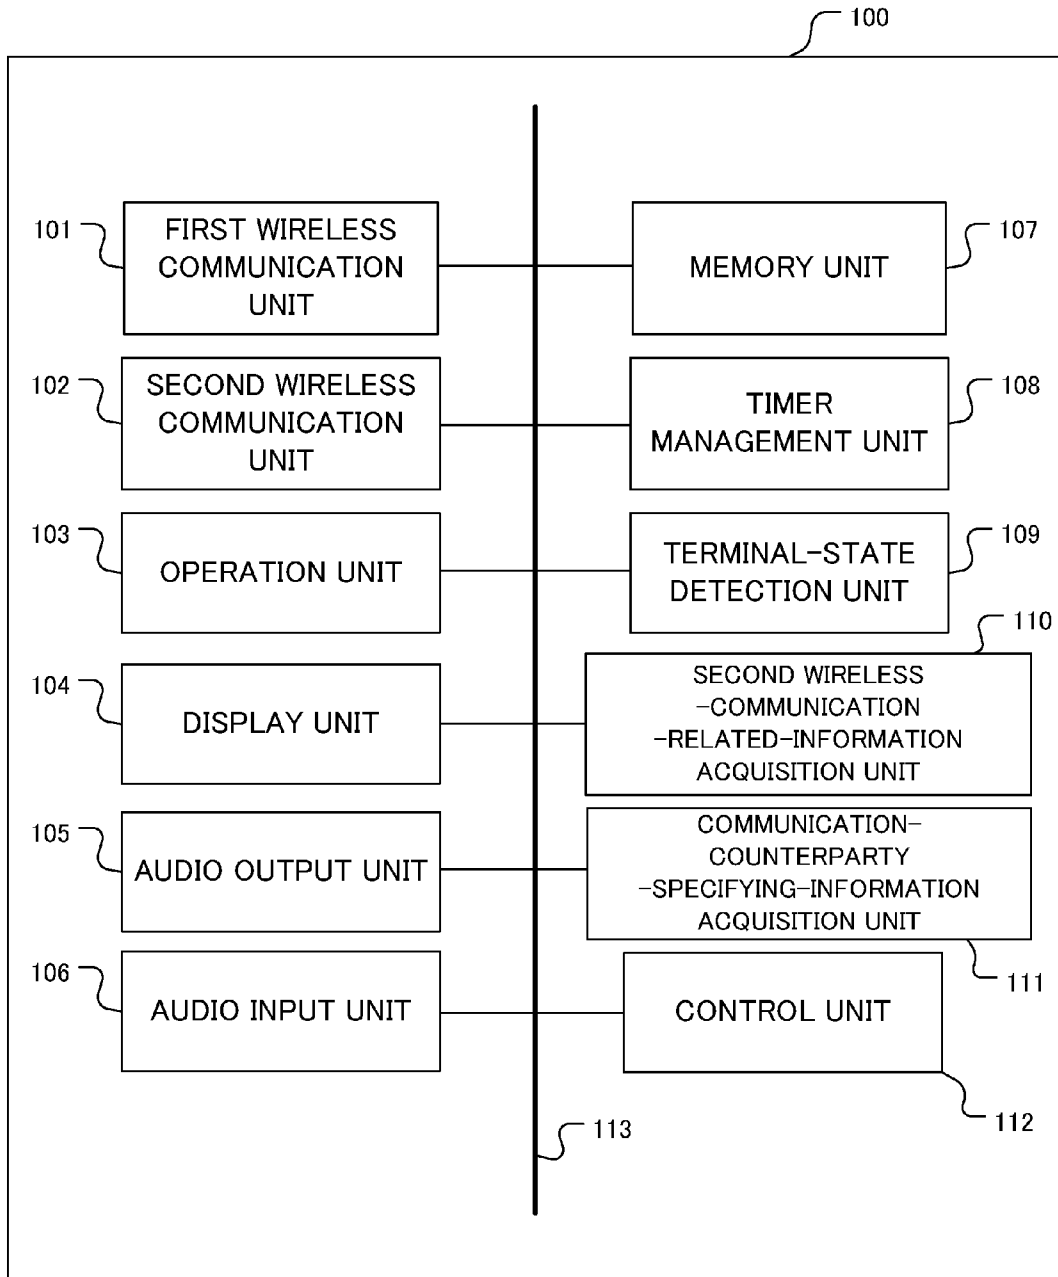 100
101
FIRST WIRELESS
COMMUNICATION
UNIT
MEMORY UNIT
107
102
SECOND WIRELESS
COMMUNICATION
UNIT
TIMER
MANAGEMENT UNIT
108
103
OPERATION UNIT
TERMINAL-STATE
DETECTION UNIT
109
110
104
DISPLAY UNIT
SECOND WIRELESS
-COMMUNICATION
-RELATED-INFORMATION
ACQUISITION UNIT
105
AUDIO OUTPUT UNIT
COMMUNICATION-
COUNTERPARTY
-SPECIFYING-INFORMATION
ACQUISITION UNIT
111
106
AUDIO INPUT UNIT
CONTROL UNIT
112
113